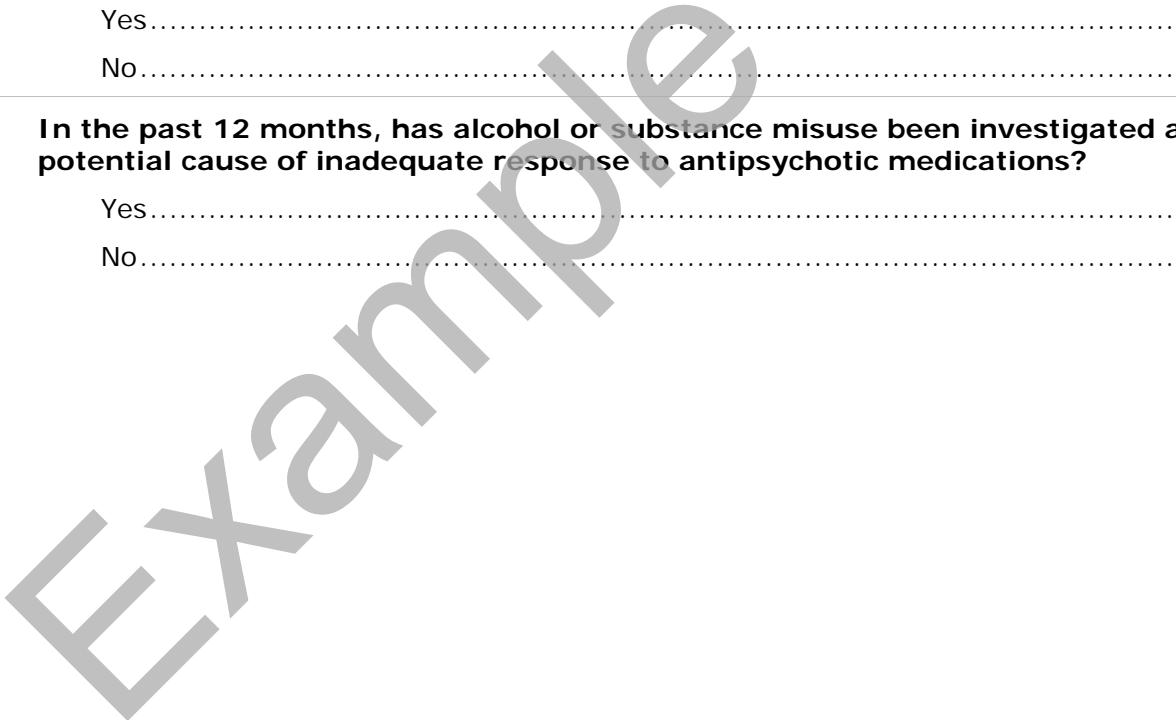 Yes....................................................................................................
No.....................................................................................................
In the past 12 months, has alcohol or substance misuse been investigated a
potential cause of inadequate response to antipsychotic medications?
Yes....................................................................................................
No.....................................................................................................
Example